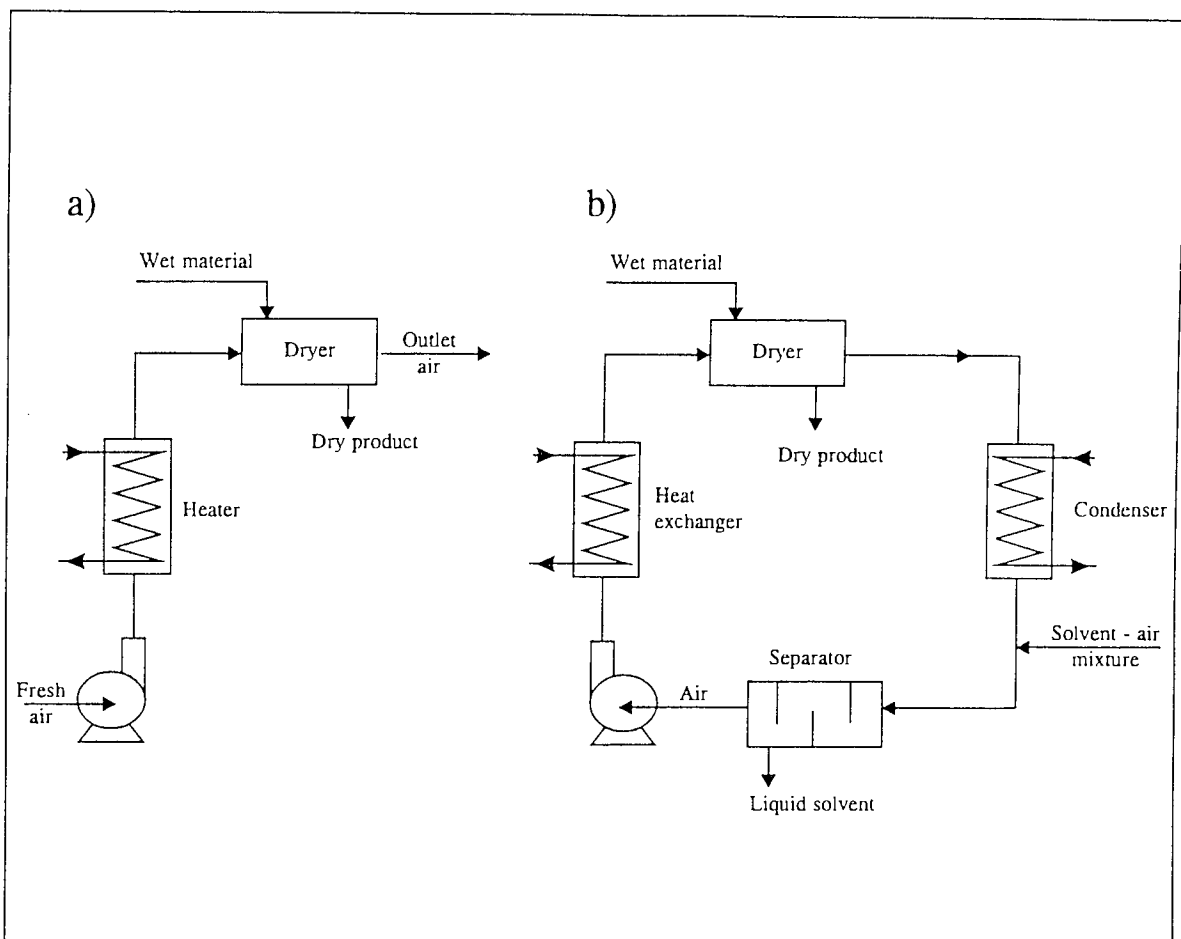 a)
Wet material
Dryer
Outlet
air
Dry product
Heater
Fresh
air
b)
Wet material
Dryer
Dry product
Heat
exchanger
Condenser
Solvent - air
mixture
Separator
Air
Liquid solvent